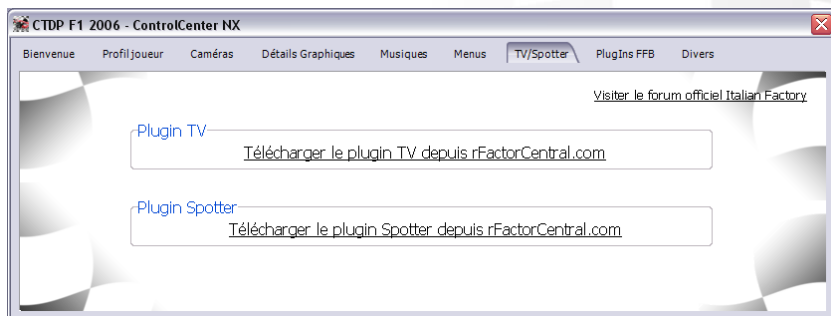 CTDP F1 2006 - ControlCenter NX
Bienvenue Profil joueur Caméras Détails Graphiques Musiques Menus TV/Spotter PlugIns FFB Divers
Visiter le forum officiel Italian Factory
Plugin TV
Télécharger le plugin TV depuis rFactorCentral.com
Plugin Spotter
Télécharger le plugin Spotter depuis rFactorCentral.com